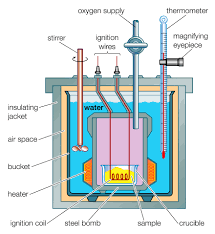 oxygen supply
thermometer
stirrer
ignition
wires
magnifying
eyepiece
insulating
jacket
water
air space
bucket
heater
ignition coil
steel bomb
sample
crucible